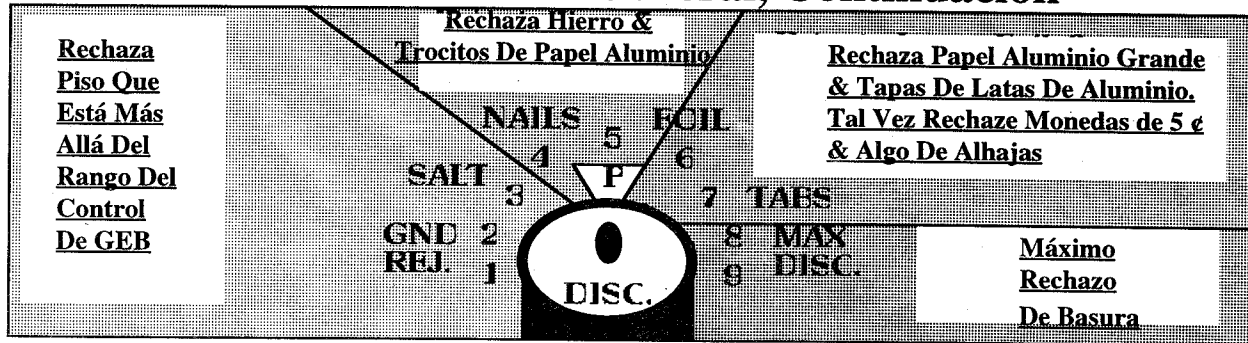 Continuación
Rechaza Hierro &
Trocitos De Papel Aluminio
Rechaza
Piso Que
Está Más
Allá Del
Rango Del
Control
De GEB
Rechaza Papel Aluminio Grande
& Tapas De Latas De Aluminio.
Tal Vez Rechaze Monedas de 5 ¢
& Algo De Alhajas
NAILS 5 FOIL
4 6
SALT P
3 7 TABS
GND 2 8 MAX
REJ. 1 9 DISC.
DISC.
Máximo
Rechazo
De Basura